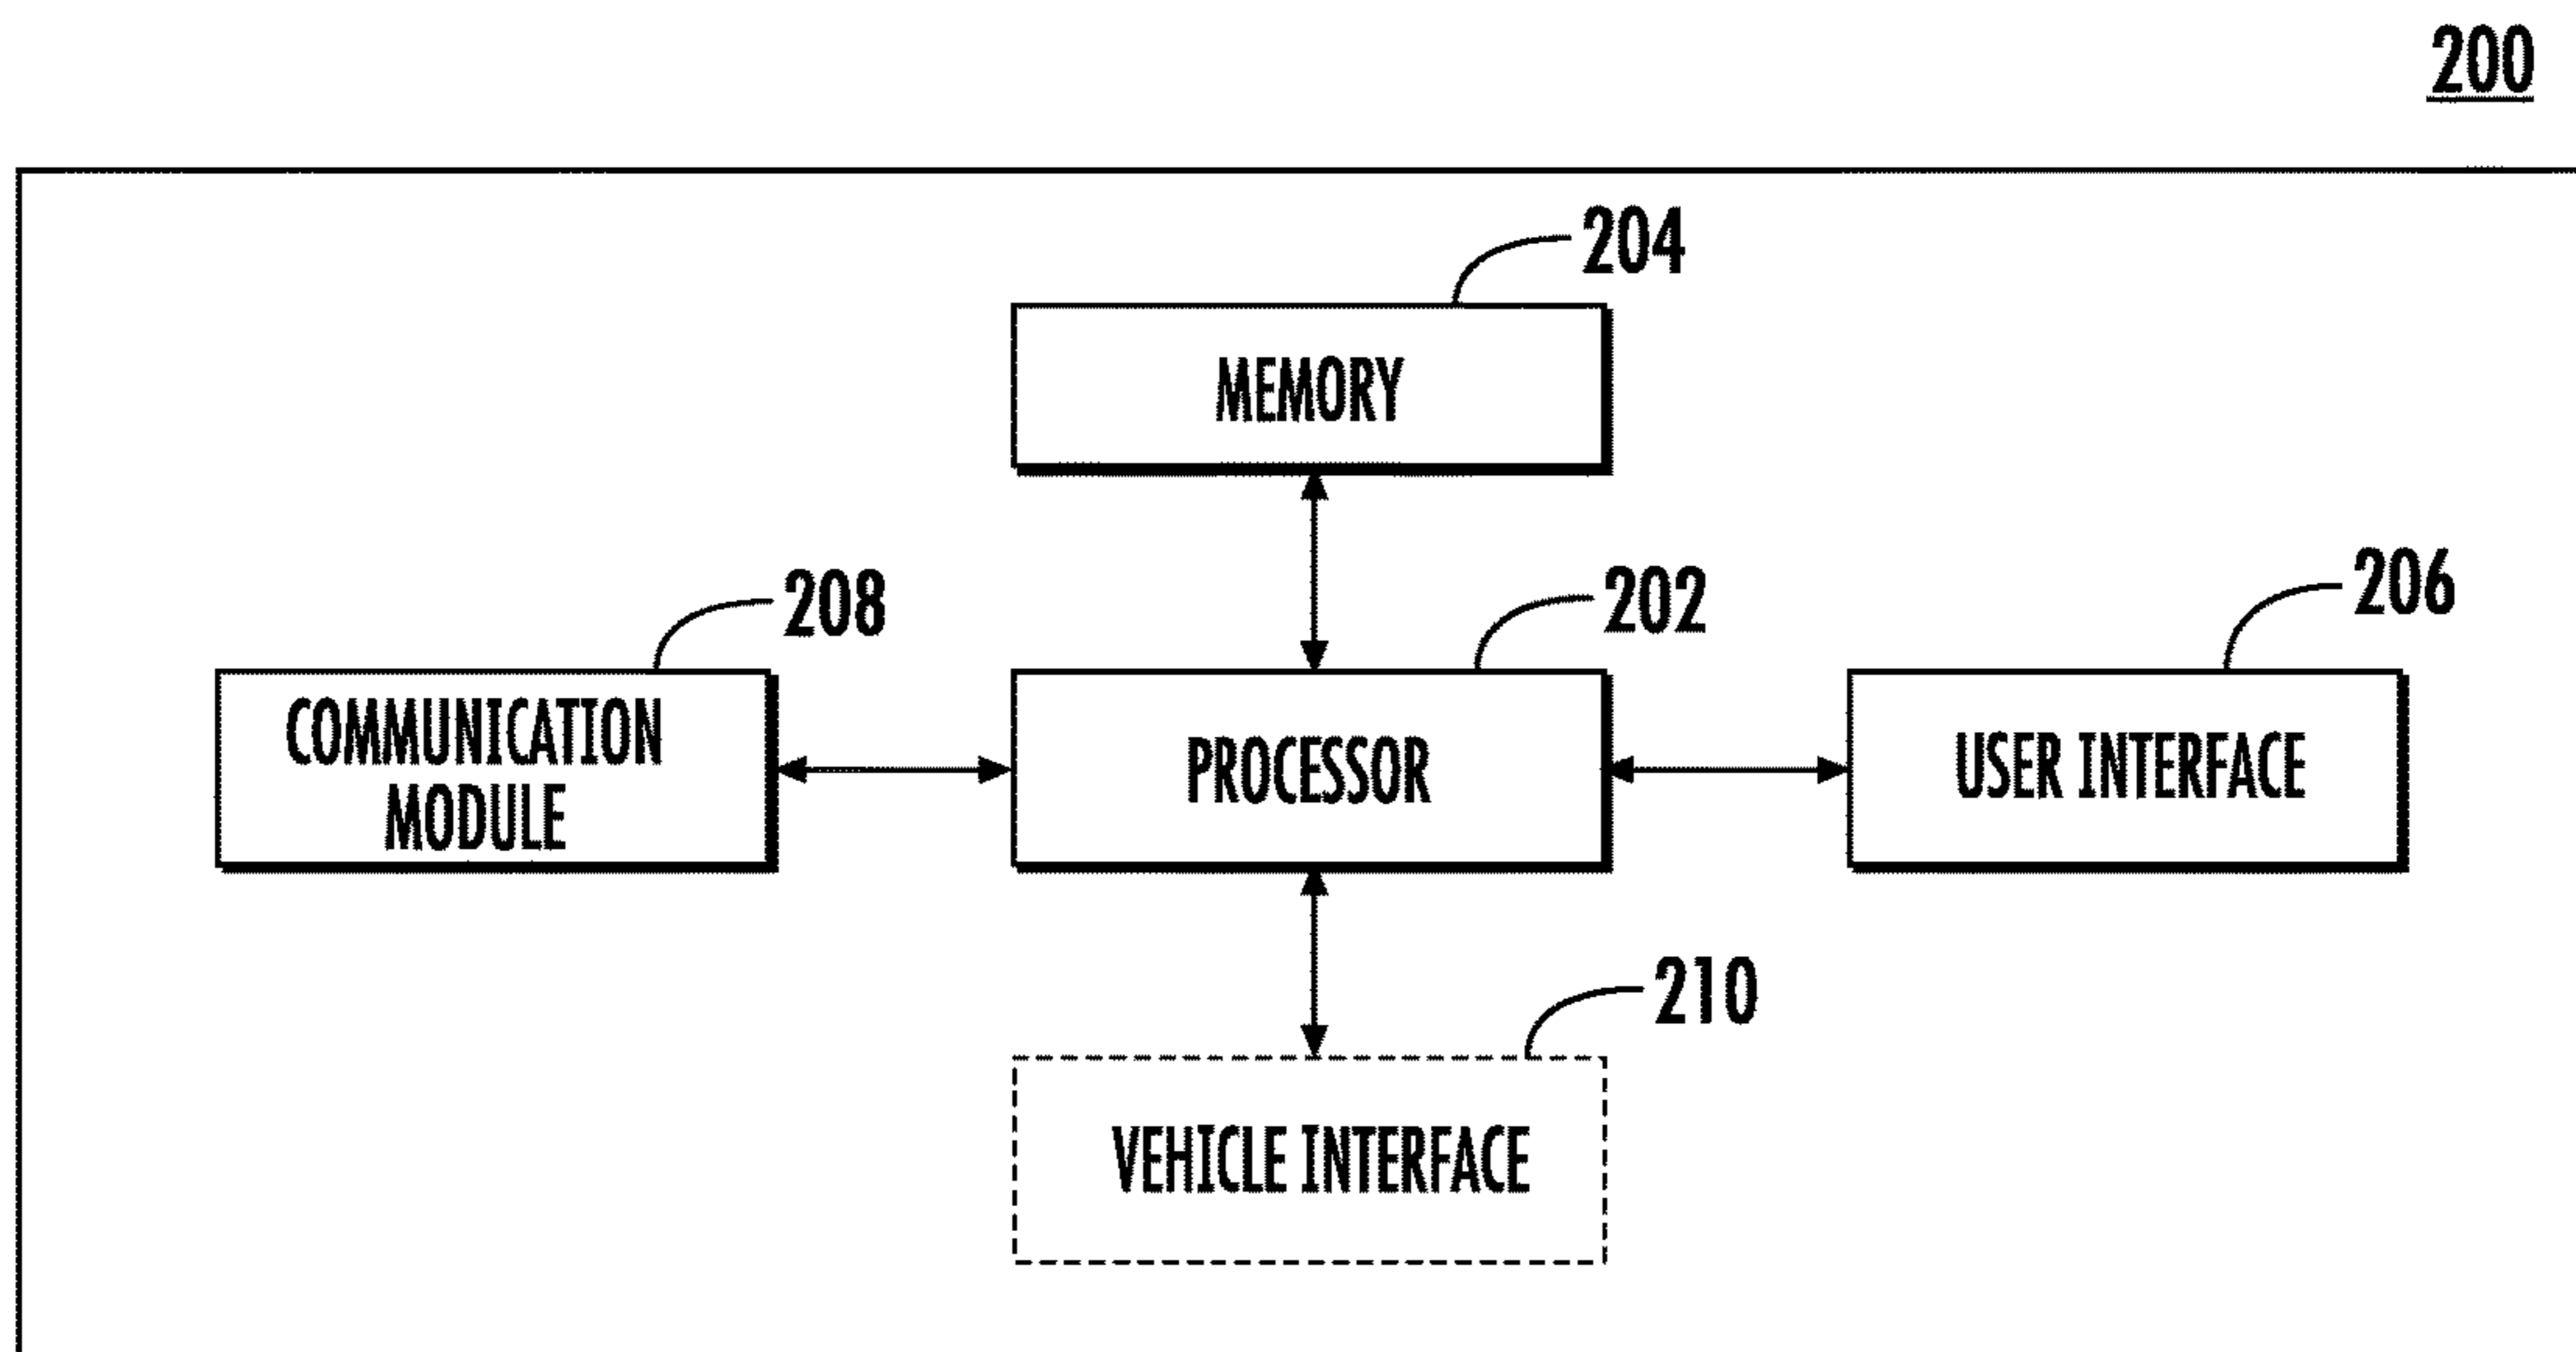 200
204
MEMORY
208
202
206
COMMUNICATION
MODULE
PROCESSOR
USER INTERFACE
210
VEHICLE INTERFACE